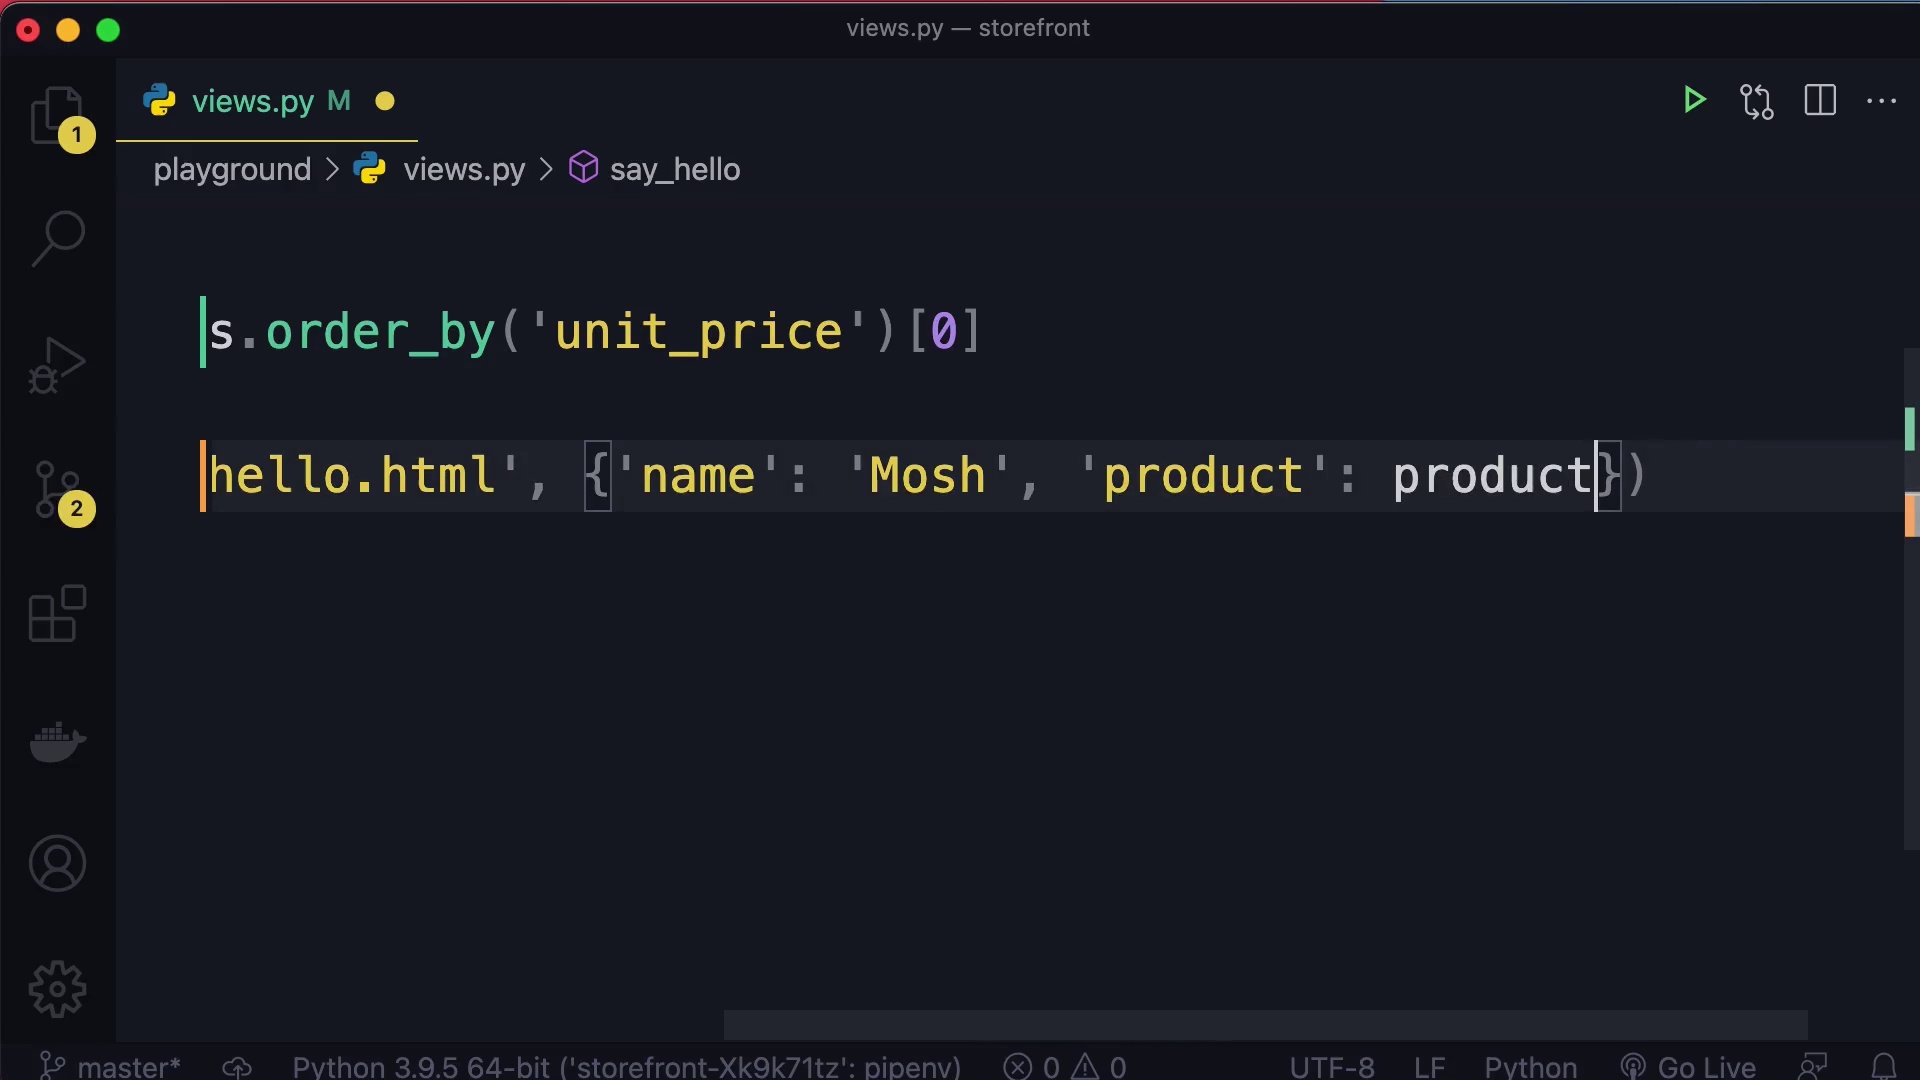 views.py — storefront
views.py M
1
playground > views.py > say_hello
s.order_by('unit_price')[0]
hello.html', {'name': 'Mosh', 'product': product})
2
master* Python 3.9.5 64-bit ('storefront-Xk9k71tz': pipenv) 0 0 UTF-8 LF Python Go Live